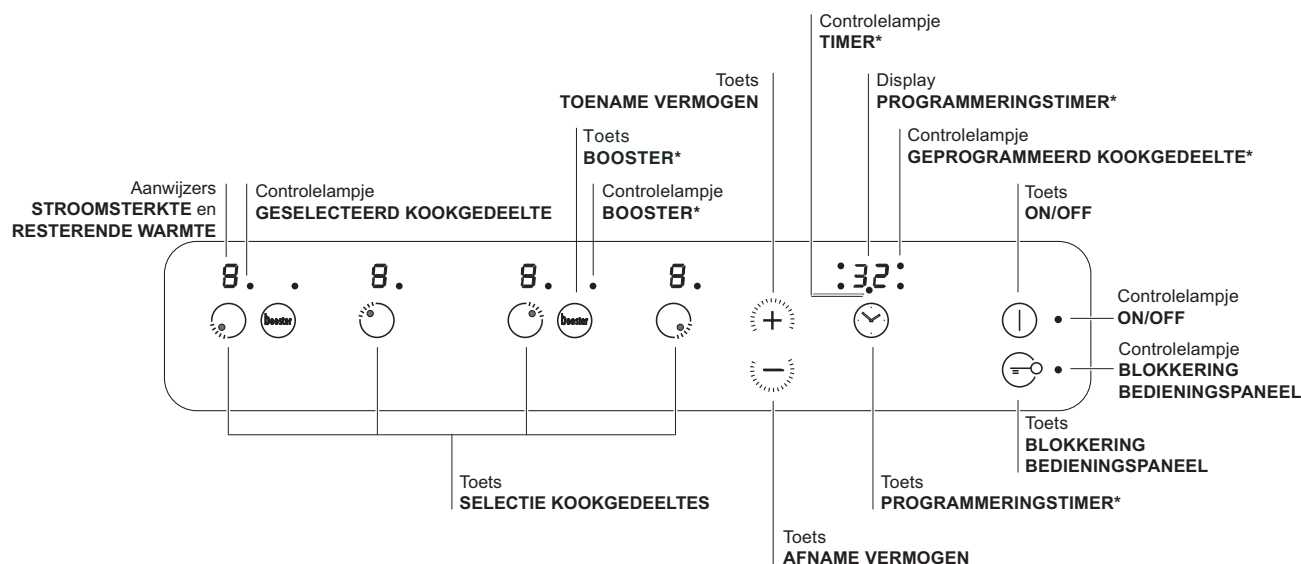 Controlelampje
TIMER*
Toets
TOENAME VERMOGEN
Display
PROGRAMMERINGSTIMER*
Toets
BOOSTER*
Controlelampje
GEPROGRAMMEERD KOOKGEDEELTE*
Aanwijzers
STROOMSTERKTE en
RESTERENDE WARMTE
Controlelampje
GESELECTEERD KOOKGEDEELTE
Controlelampje
BOOSTER*
Toets
ON/OFF
8. 8. 8. 8. 32
booster booster
Controlelampje
ON/OFF
Controlelampje
BLOKKERING
BEDIENINGSPANEEL
Toets
BLOKKERING
BEDIENINGSPANEEL
Toets
SELECTIE KOOKGEDEELTES
Toets
PROGRAMMERINGSTIMER*
Toets
AFNAME VERMOGEN